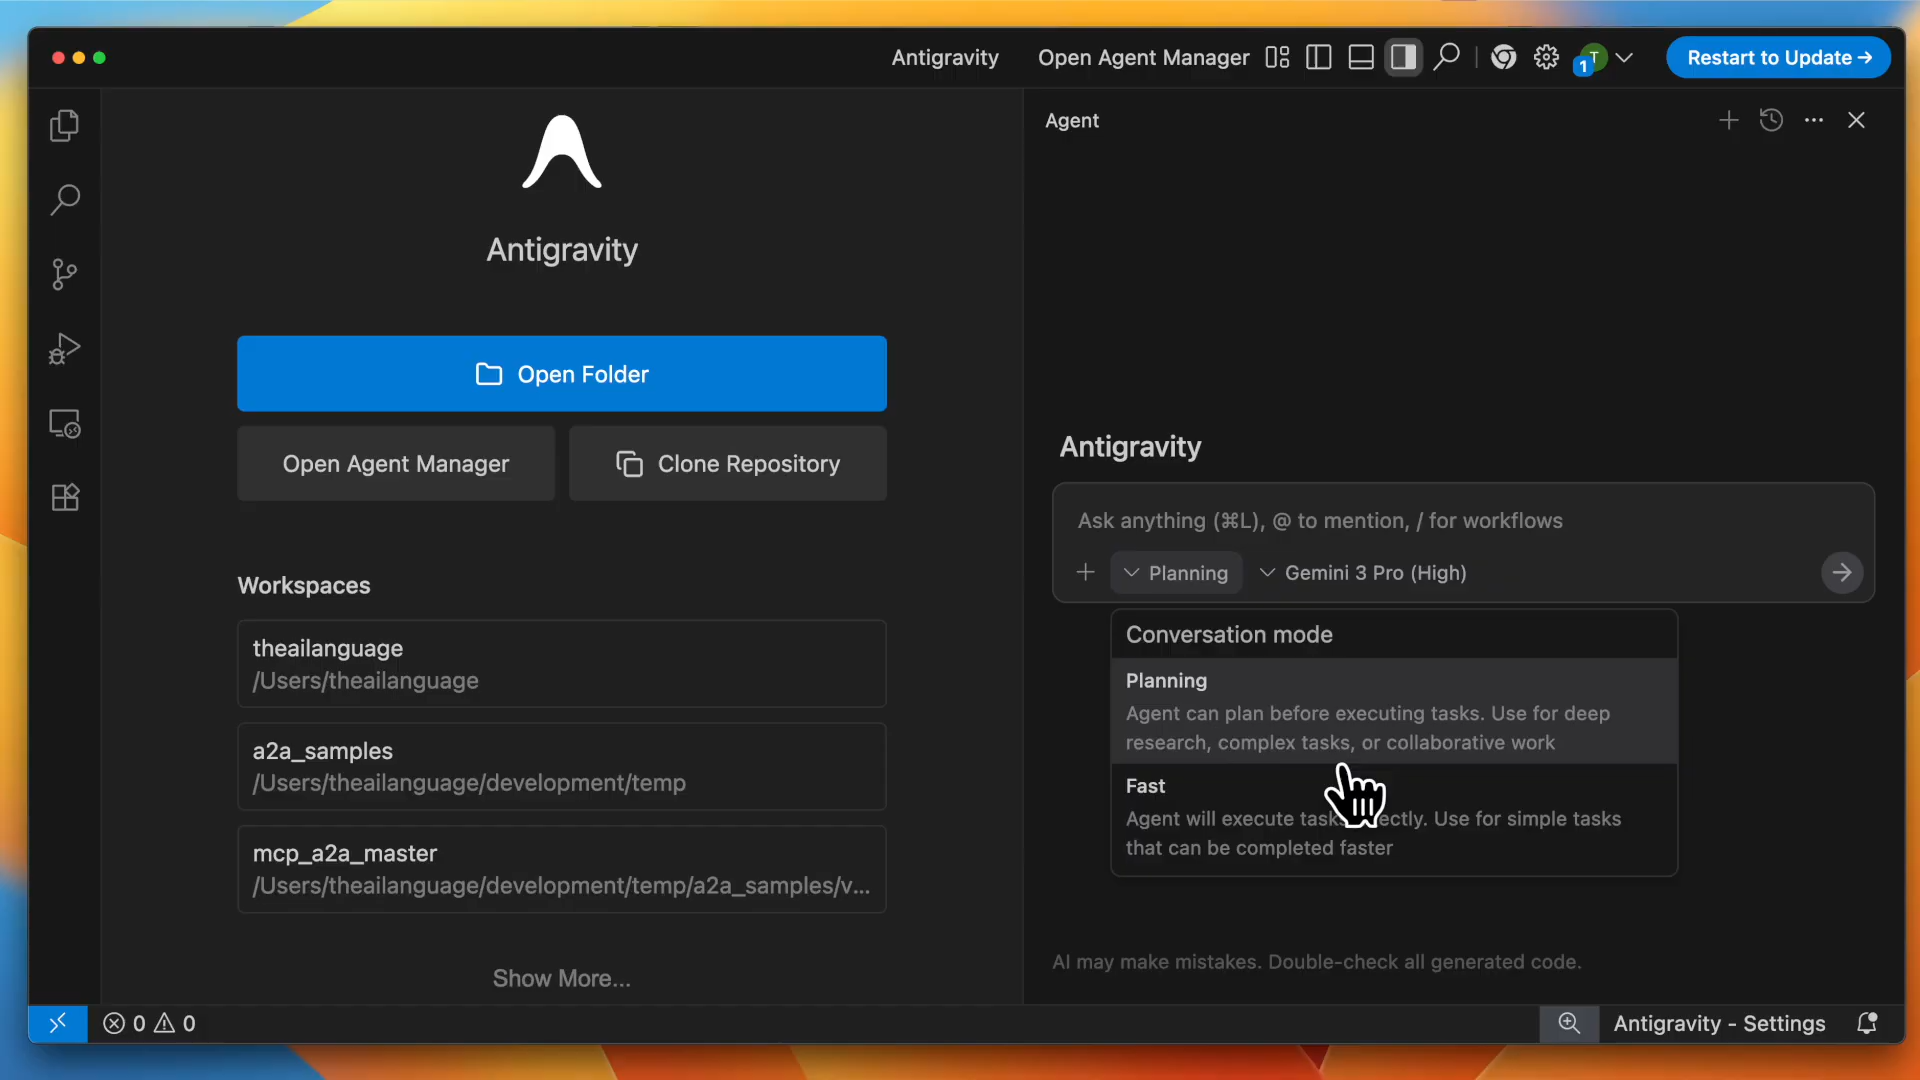 Antigravity
Open Agent Manager
1
T
Restart to Update →
Antigravity
Open Folder
Open Agent Manager
Clone Repository
Workspaces
theailanguage
/Users/theailanguage
a2a_samples
/Users/theailanguage/development/temp
mcp_a2a_master
/Users/theailanguage/development/temp/a2a_samples/v...
Show More...
Agent
Antigravity
Ask anything (⌘L), @ to mention, / for workflows
Planning
Gemini 3 Pro (High)
Conversation mode
Planning
Agent can plan before executing tasks. Use for deep
research, complex tasks, or collaborative work
Fast
Agent will execute ectly. Use for simple tasks
that can be completed faster
AI may make mistakes. Double-check all generated code.
0 0
Antigravity - Settings